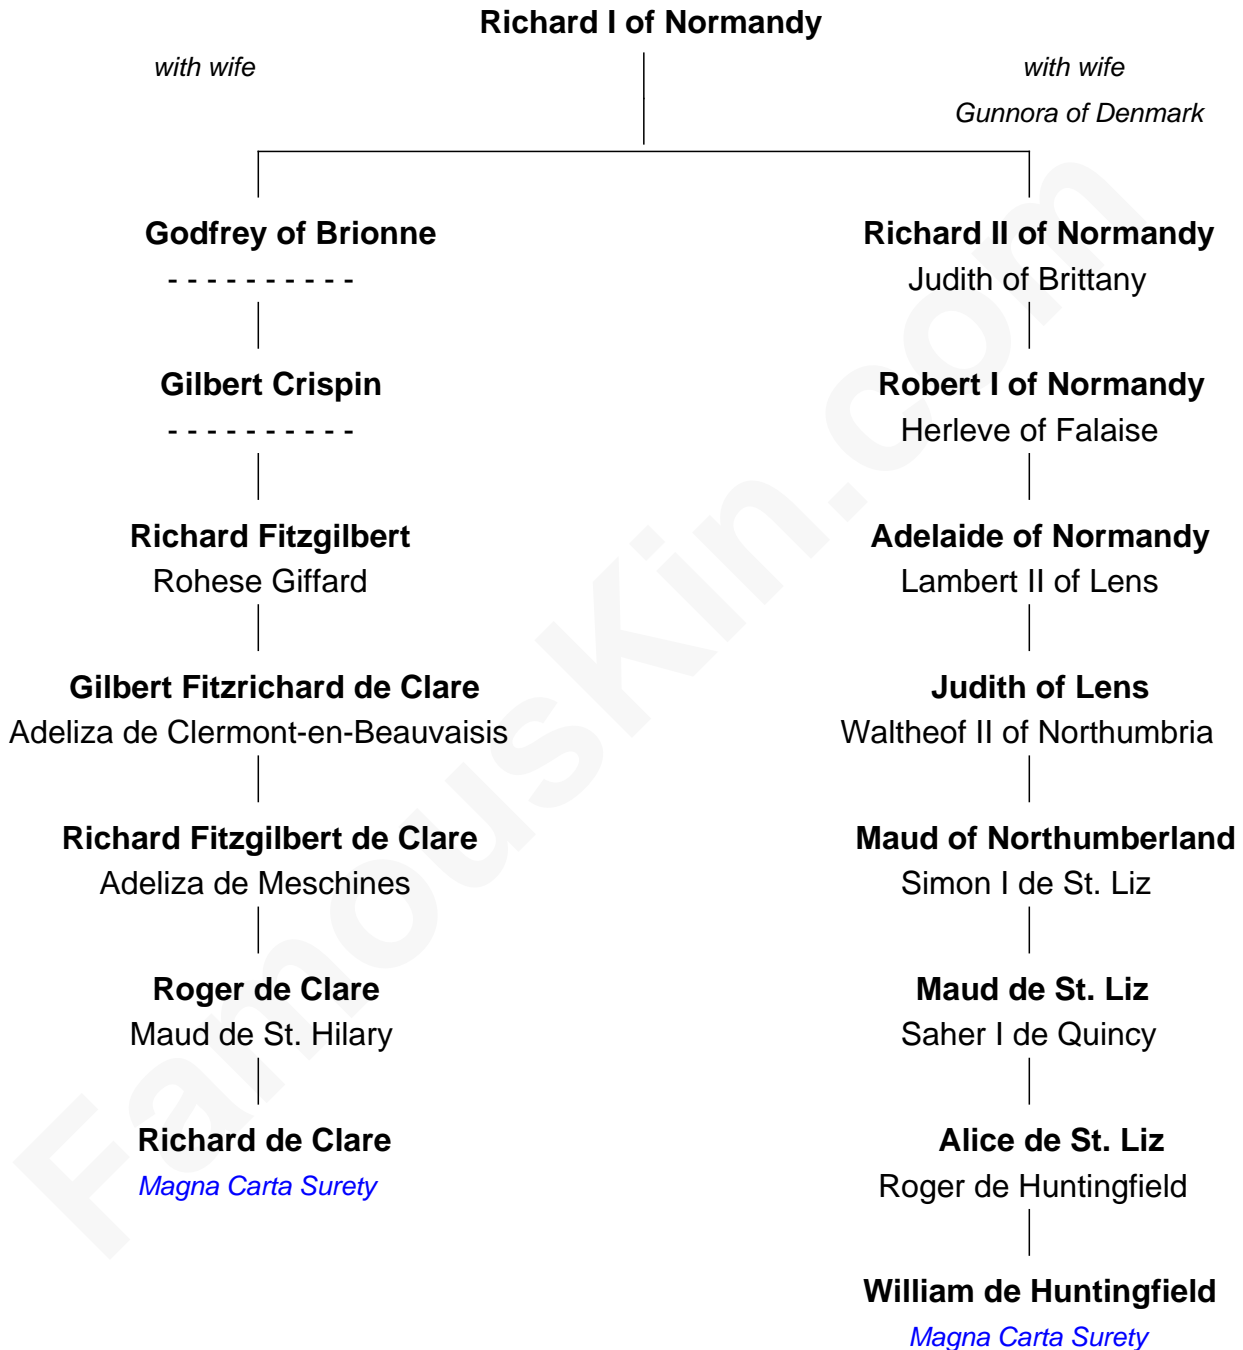 Richard I of Normandy
with wife
with wife
Gunnora of Denmark
Godfrey of Brionne
- - - - - - - - - -
Gilbert Crispin
- - - - - - - - - -
Richard Fitzgilbert
Rohese Giffard
Gilbert Fitzrichard de Clare
Adeliza de Clermont-en-Beauvaisis
Richard Fitzgilbert de Clare
Adeliza de Meschines
Roger de Clare
Maud de St. Hilary
Richard de Clare
Magna Carta Surety
Richard II of Normandy
Judith of Brittany
Robert I of Normandy
Herleve of Falaise
Adelaide of Normandy
Lambert II of Lens
Judith of Lens
Waltheof II of Northumbria
Maud of Northumberland
Simon I de St. Liz
Maud de St. Liz
Saher I de Quincy
Alice de St. Liz
Roger de Huntingfield
William de Huntingfield
Magna Carta Surety
FamousKin.com